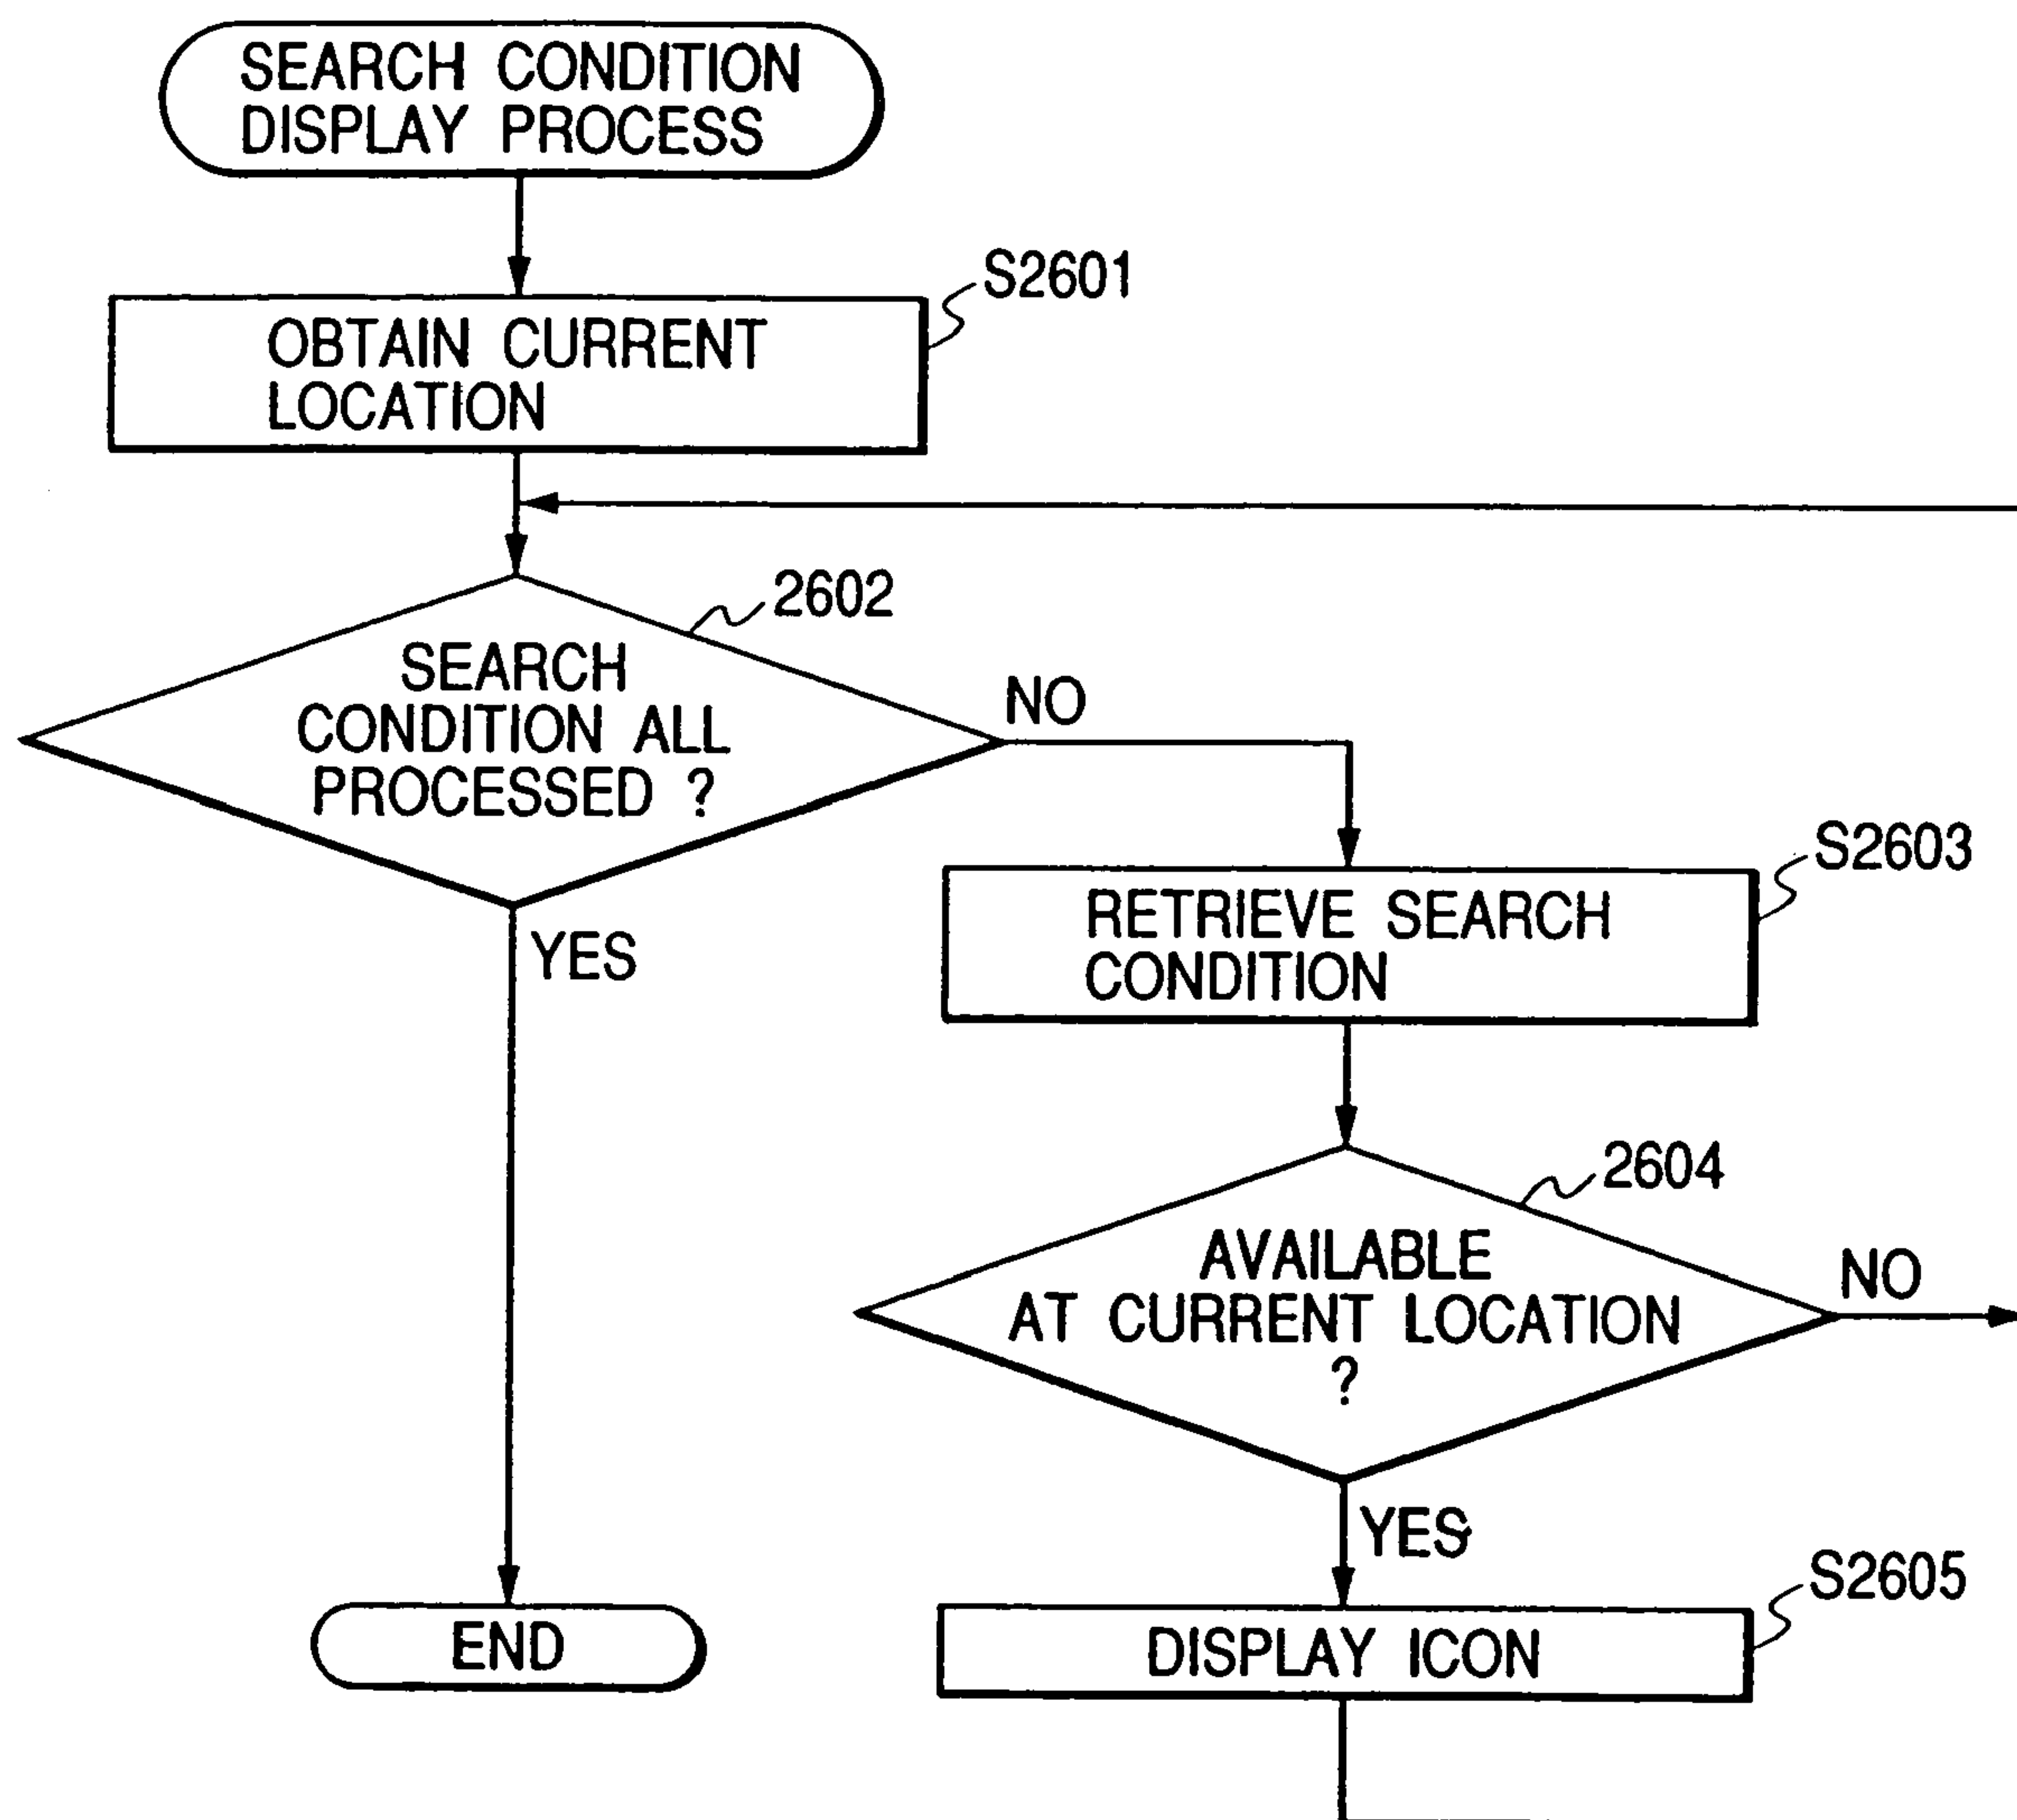 SEARCH CONDITION
DISPLAY PROCESS
S2601
OBTAIN CURRENT
LOCATION
2602
SEARCH
CONDITION ALL
PROCESSED ?
NO
YES
S2603
RETRIEVE SEARCH
CONDITION
2604
AVAILABLE
AT CURRENT LOCATION
?
NO
YES
S2605
DISPLAY ICON
END